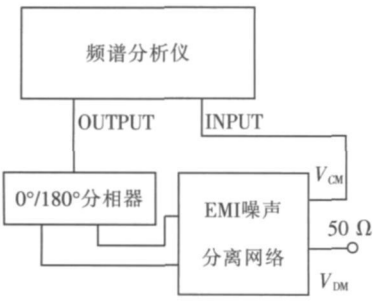 频谱分析仪
OUTPUT
INPUT
0°/180°分相器
EMI噪声
分离网络
V_CM
50 Ω
V_DM